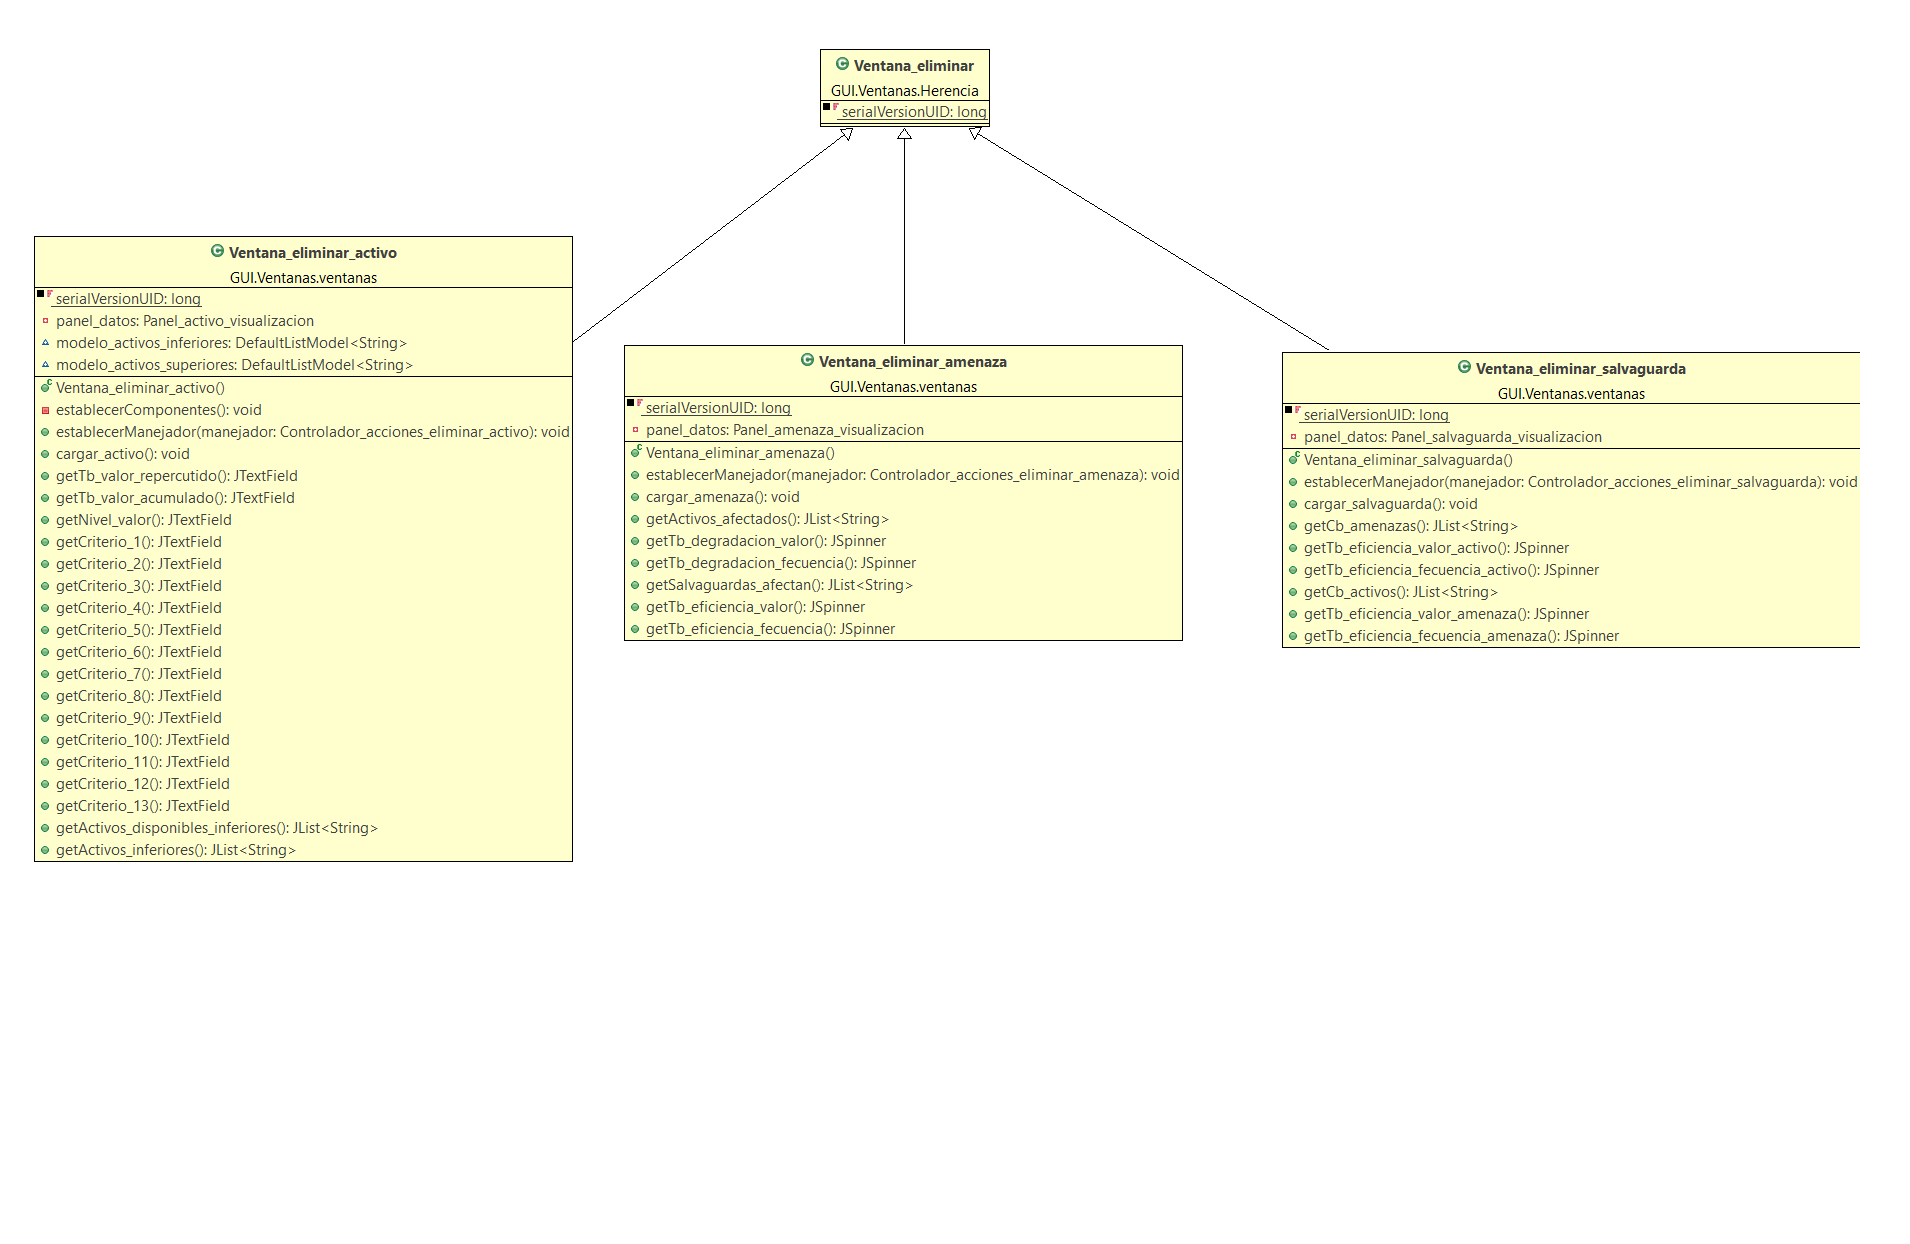 Ventana_eliminar
GUI.Ventanas.Herencia
serialVersionUID: long
Ventana_eliminar_activo
GUI.Ventanas.ventanas
serialVersionUID: long
panel_datos: Panel_activo_visualizacion
modelo_activos_inferiores: DefaultListModel<String>
modelo_activos_superiores: DefaultListModel<String>
Ventana_eliminar_activo()
establecerComponentes(): void
establecerManejador(manejador: Controlador_acciones_eliminar_activo): void
cargar_activo(): void
getTb_valor_repercutido(): JTextField
getTb_valor_acumulado(): JTextField
getNivel_valor(): JTextField
getCriterio_1(): JTextField
getCriterio_2(): JTextField
getCriterio_3(): JTextField
getCriterio_4(): JTextField
getCriterio_5(): JTextField
getCriterio_6(): JTextField
getCriterio_7(): JTextField
getCriterio_8(): JTextField
getCriterio_9(): JTextField
getCriterio_10(): JTextField
getCriterio_11(): JTextField
getCriterio_12(): JTextField
getCriterio_13(): JTextField
getActivos_disponibles_inferiores(): JList<String>
getActivos_inferiores(): JList<String>
Ventana_eliminar_amenaza
GUI.Ventanas.ventanas
serialVersionUID: long
panel_datos: Panel_amenaza_visualizacion
Ventana_eliminar_amenaza()
establecerManejador(manejador: Controlador_acciones_eliminar_amenaza): void
cargar_amenaza(): void
getActivos_afectados(): JList<String>
getTb_degradacion_valor(): JSpinner
getTb_degradacion_fecuencia(): JSpinner
getSalvaguardas_afectan(): JList<String>
getTb_eficiencia_valor(): JSpinner
getTb_eficiencia_fecuencia(): JSpinner
Ventana_eliminar_salvaguarda
GUI.Ventanas.ventanas
serialVersionUID: long
panel_datos: Panel_salvaguarda_visualizacion
Ventana_eliminar_salvaguarda()
establecerManejador(manejador: Controlador_acciones_eliminar_salvaguarda): void
cargar_salvaguarda(): void
getCb_amenazas(): JList<String>
getTb_eficiencia_valor_activo(): JSpinner
getTb_eficiencia_fecuencia_activo(): JSpinner
getCb_activos(): JList<String>
getTb_eficiencia_valor_amenaza(): JSpinner
getTb_eficiencia_fecuencia_amenaza(): JSpinner